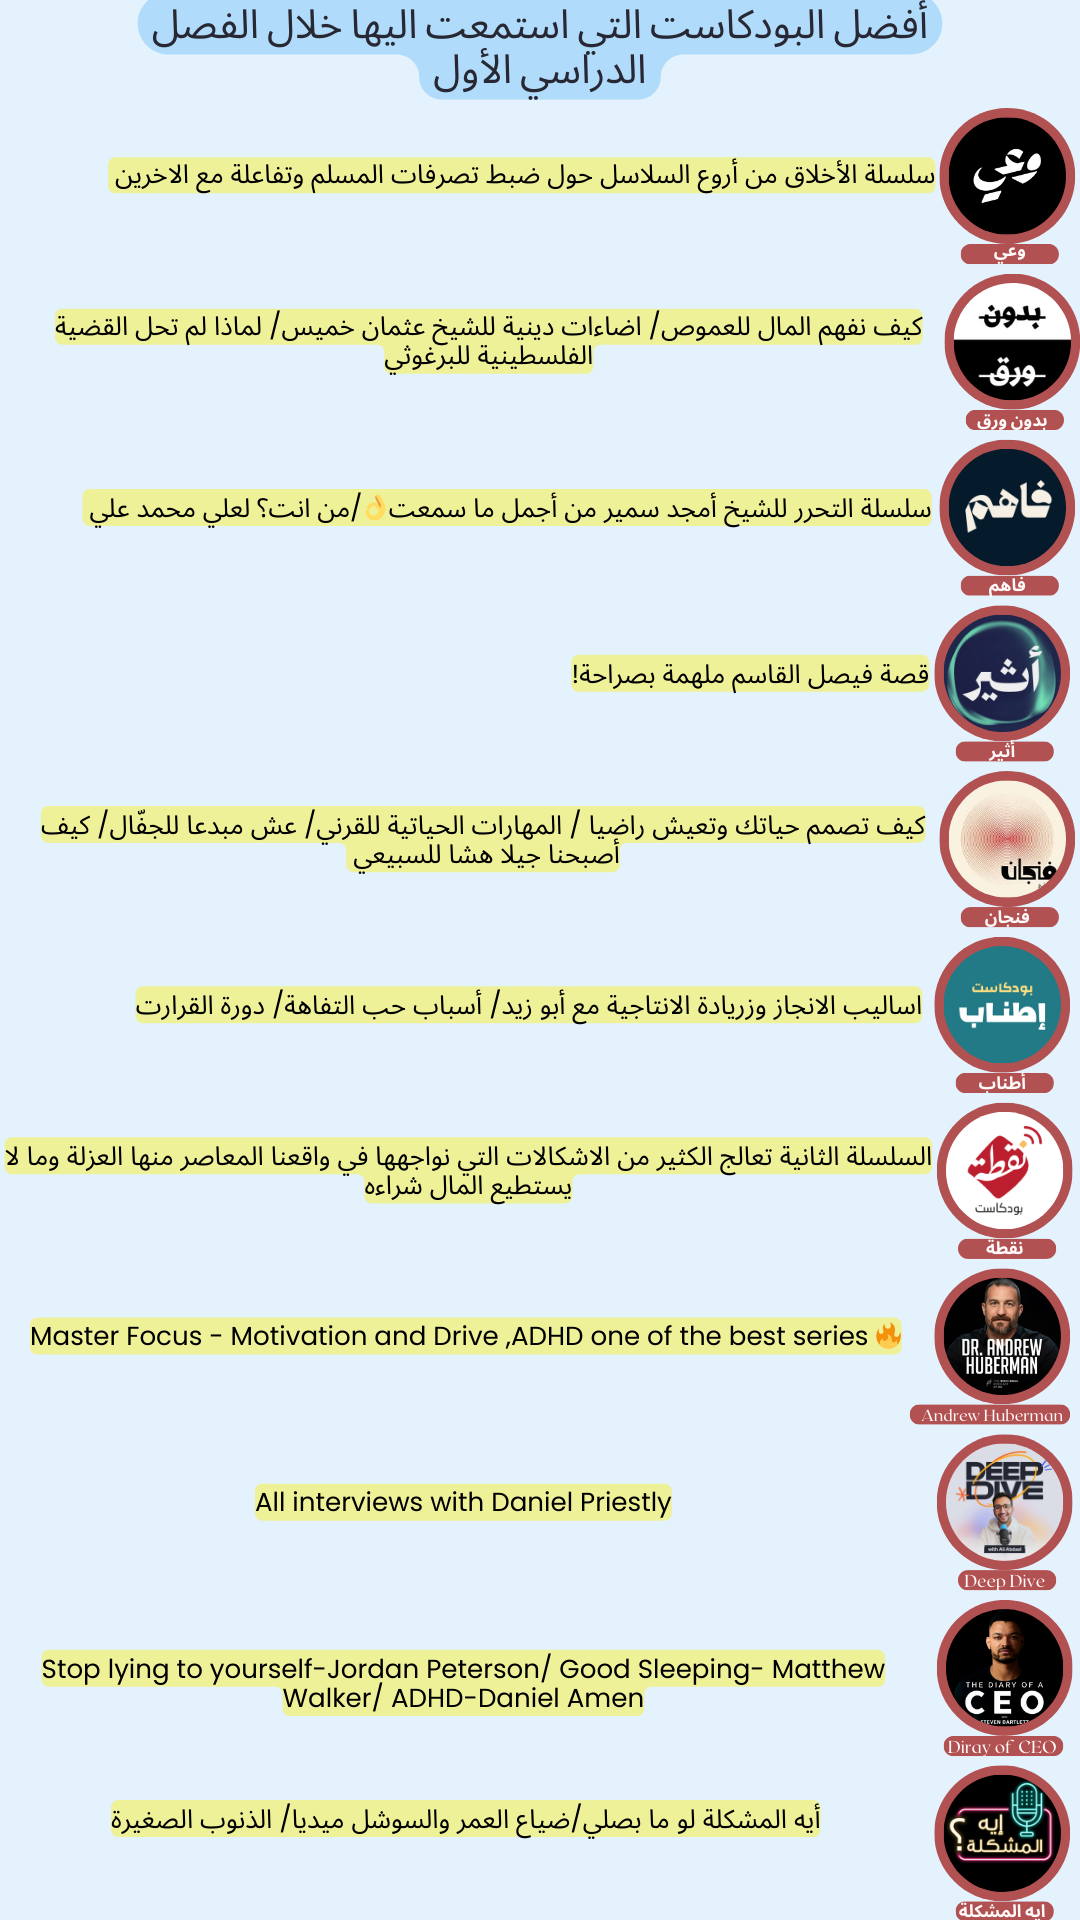 أفضل البودكاست التي استمعت اليها خلال الفصل
الدراسي الأول
وعي
سلسلة الأخلاق من أروع السلاسل حول ضبط تصرفات المسلم وتفاعلة مع الاخرين
وعي
بدون
ورق
كيف نفهم المال للعموص/ اضاءات دينية للشيخ عثمان خميس/ لماذا لم تحل القضية
الفلسطينية للبرغوثي
بدون ورق
فاهم
سلسلة التحرر للشيخ أمجد سمير من أجمل ما سمعت👌/من انت؟ لعلي محمد علي
فاهم
أثير
قصة فيصل القاسم ملهمة بصراحة!
أثير
كيف تصمم حياتك وتعيش راضيا / المهارات الحياتية للقرني/ عش مبدعا للجفّال/ كيف
أصبحنا جيلا هشا للسبيعي
فنجان
فنجان
بودكاست
إطناب
اساليب الانجاز وزريادة الانتاجية مع أبو زيد/ أسباب حب التفاهة/ دورة القرارت
أطناب
نقطة
بودكاست
السلسلة الثانية تعالج الكثير من الاشكالات التي نواجهها في واقعنا المعاصر منها العزلة وما لا
يستطيع المال شراءه
نقطة
Master Focus - Motivation and Drive ,ADHD one of the best series 🔥
DR. ANDREW
HUBERMAN
Andrew Huberman
DEEP
DIVE
with Ali Abdaal
All interviews with Daniel Priestly
Deep Dive
Stop lying to yourself-Jordan Peterson/ Good Sleeping- Matthew
Walker/ ADHD-Daniel Amen
THE DIARY OF A
CEO
STEVEN BARTLETT
Diray of CEO
أيه المشكلة لو ما بصلي/ضياع العمر والسوشل ميديا/ الذنوب الصغيرة
إيه
المشكلة؟
ايه المشكلة